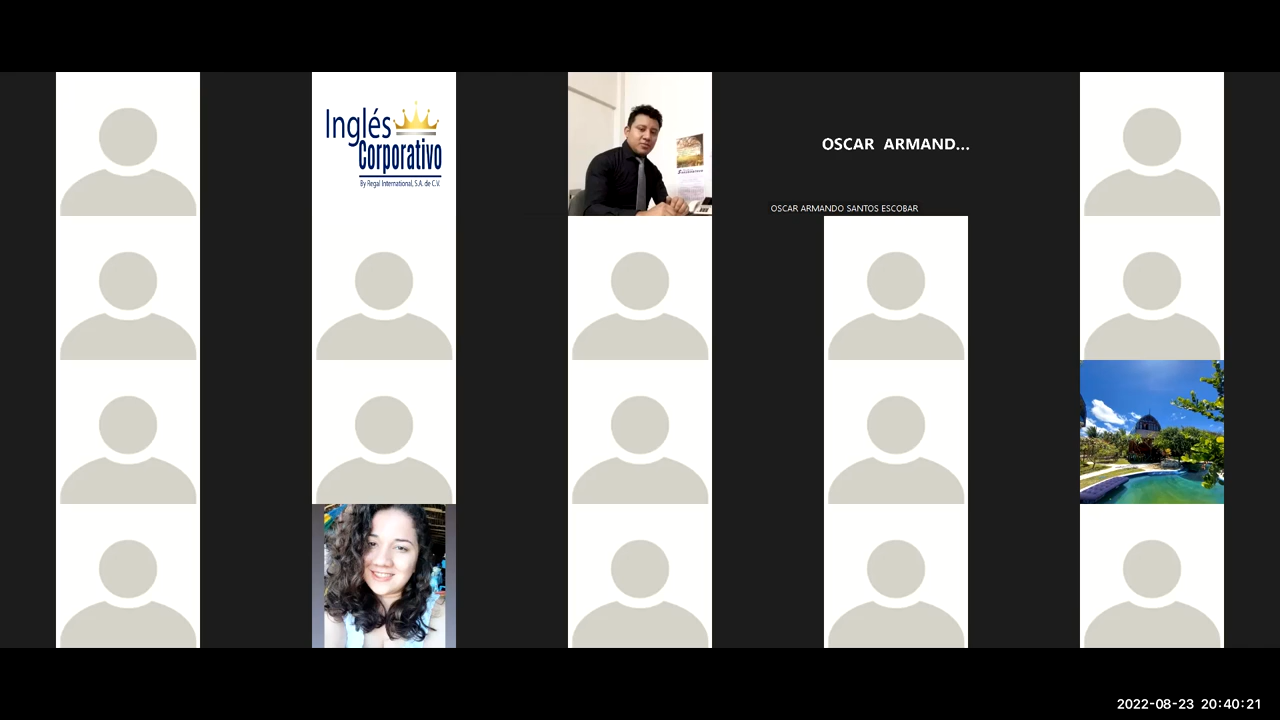 Inglés
Corporativo
By Regal International, S.A. de C.V.
OSCAR ARMAND...
OSCAR ARMANDO SANTOS ESCOBAR
2022-08-23 20:40:21